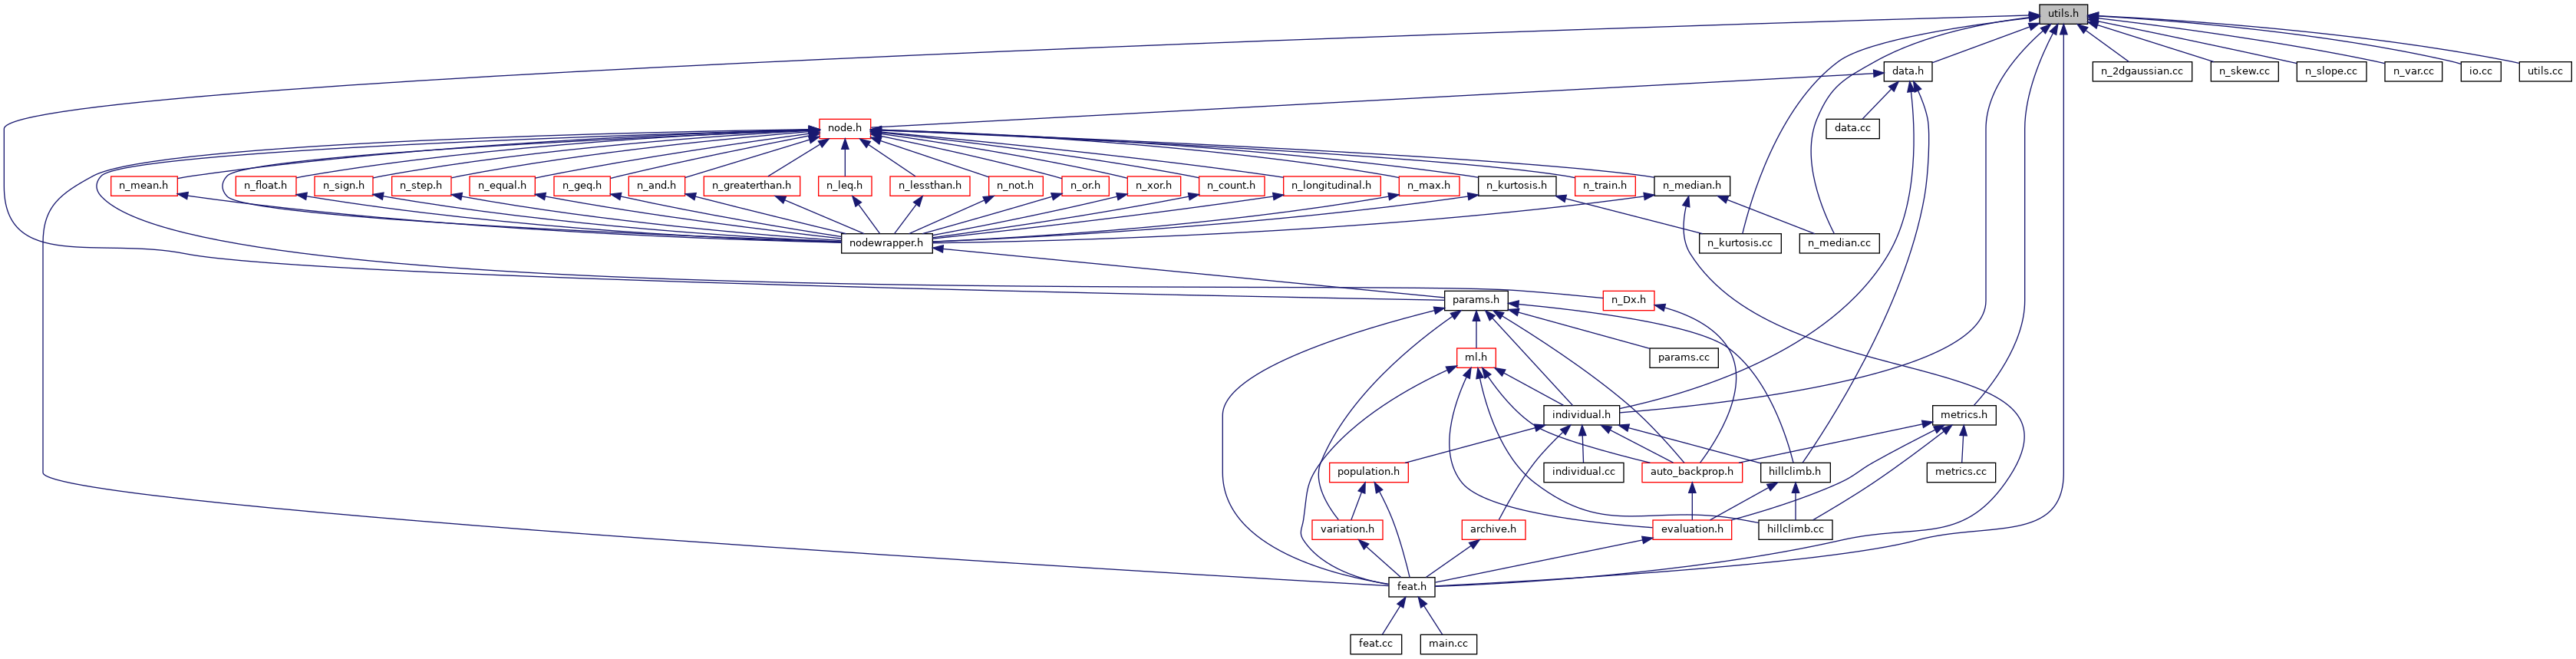 utils.h
data.h
n_2dgaussian.cc
n_skew.cc
n_slope.cc
n_var.cc
io.cc
utils.cc
node.h
data.cc
n_mean.h
n_float.h
n_sign.h
n_step.h
n_equal.h
n_geq.h
n_and.h
n_greaterthan.h
n_leq.h
n_lessthan.h
n_not.h
n_or.h
n_xor.h
n_count.h
n_longitudinal.h
n_max.h
n_kurtosis.h
n_train.h
n_median.h
nodewrapper.h
n_kurtosis.cc
n_median.cc
params.h
n_Dx.h
ml.h
params.cc
individual.h
metrics.h
population.h
individual.cc
auto_backprop.h
hillclimb.h
metrics.cc
variation.h
archive.h
evaluation.h
hillclimb.cc
feat.h
feat.cc
main.cc